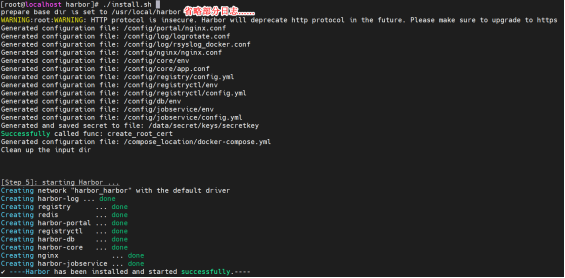 [root@localhost harbor]# ./install.sh
prepare base dir is set to /usr/local/harbor 省略部分日志......
WARNING:root:WARNING: HTTP protocol is insecure. Harbor will deprecate http protocol in the future. Please make sure to upgrade to https
Generated configuration file: /config/portal/nginx.conf
Generated configuration file: /config/log/logrotate.conf
Generated configuration file: /config/log/rsyslog_docker.conf
Generated configuration file: /config/nginx/nginx.conf
Generated configuration file: /config/core/env
Generated configuration file: /config/core/app.conf
Generated configuration file: /config/registry/config.yml
Generated configuration file: /config/registryctl/env
Generated configuration file: /config/registryctl/config.yml
Generated configuration file: /config/db/env
Generated configuration file: /config/jobservice/env
Generated configuration file: /config/jobservice/config.yml
Generated and saved secret to file: /data/secret/keys/secretkey
Successfully called func: create_root_cert
Generated configuration file: /compose_location/docker-compose.yml
Clean up the input dir
[Step 5]: starting Harbor ...
Creating network "harbor_harbor" with the default driver
Creating harbor-log ... done
Creating registry ... done
Creating redis ... done
Creating harbor-portal ... done
Creating registryctl ... done
Creating harbor-db ... done
Creating harbor-core ... done
Creating nginx ... done
Creating harbor-jobservice ... done
✔ ----Harbor has been installed and started successfully.----